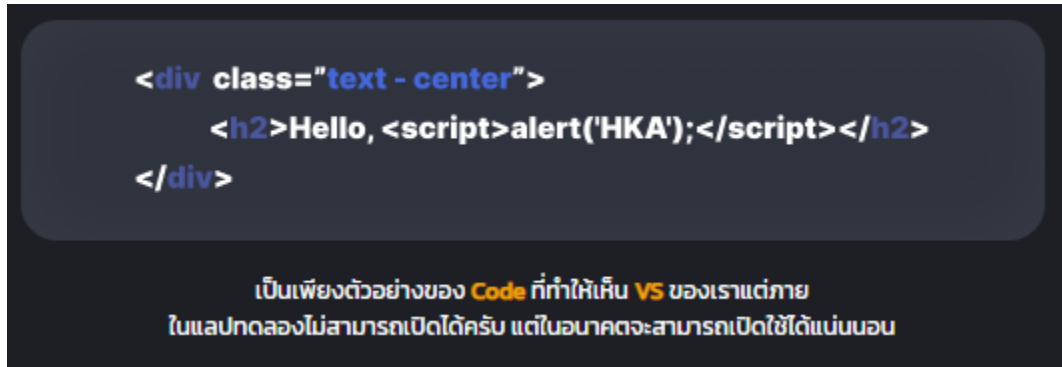 <div class="text - center">
<h2>Hello, <script>alert('HKA');</script></h2>
</div>
เป็นเพียงตัวอย่างของ Code ที่ทำให้เห็น VS ของเราแต่ภาย
ในแลปทดลองไม่สามารถเปิดได้ครับ แต่ในอนาคตจะสามารถเปิดใช้ได้แน่นนอน